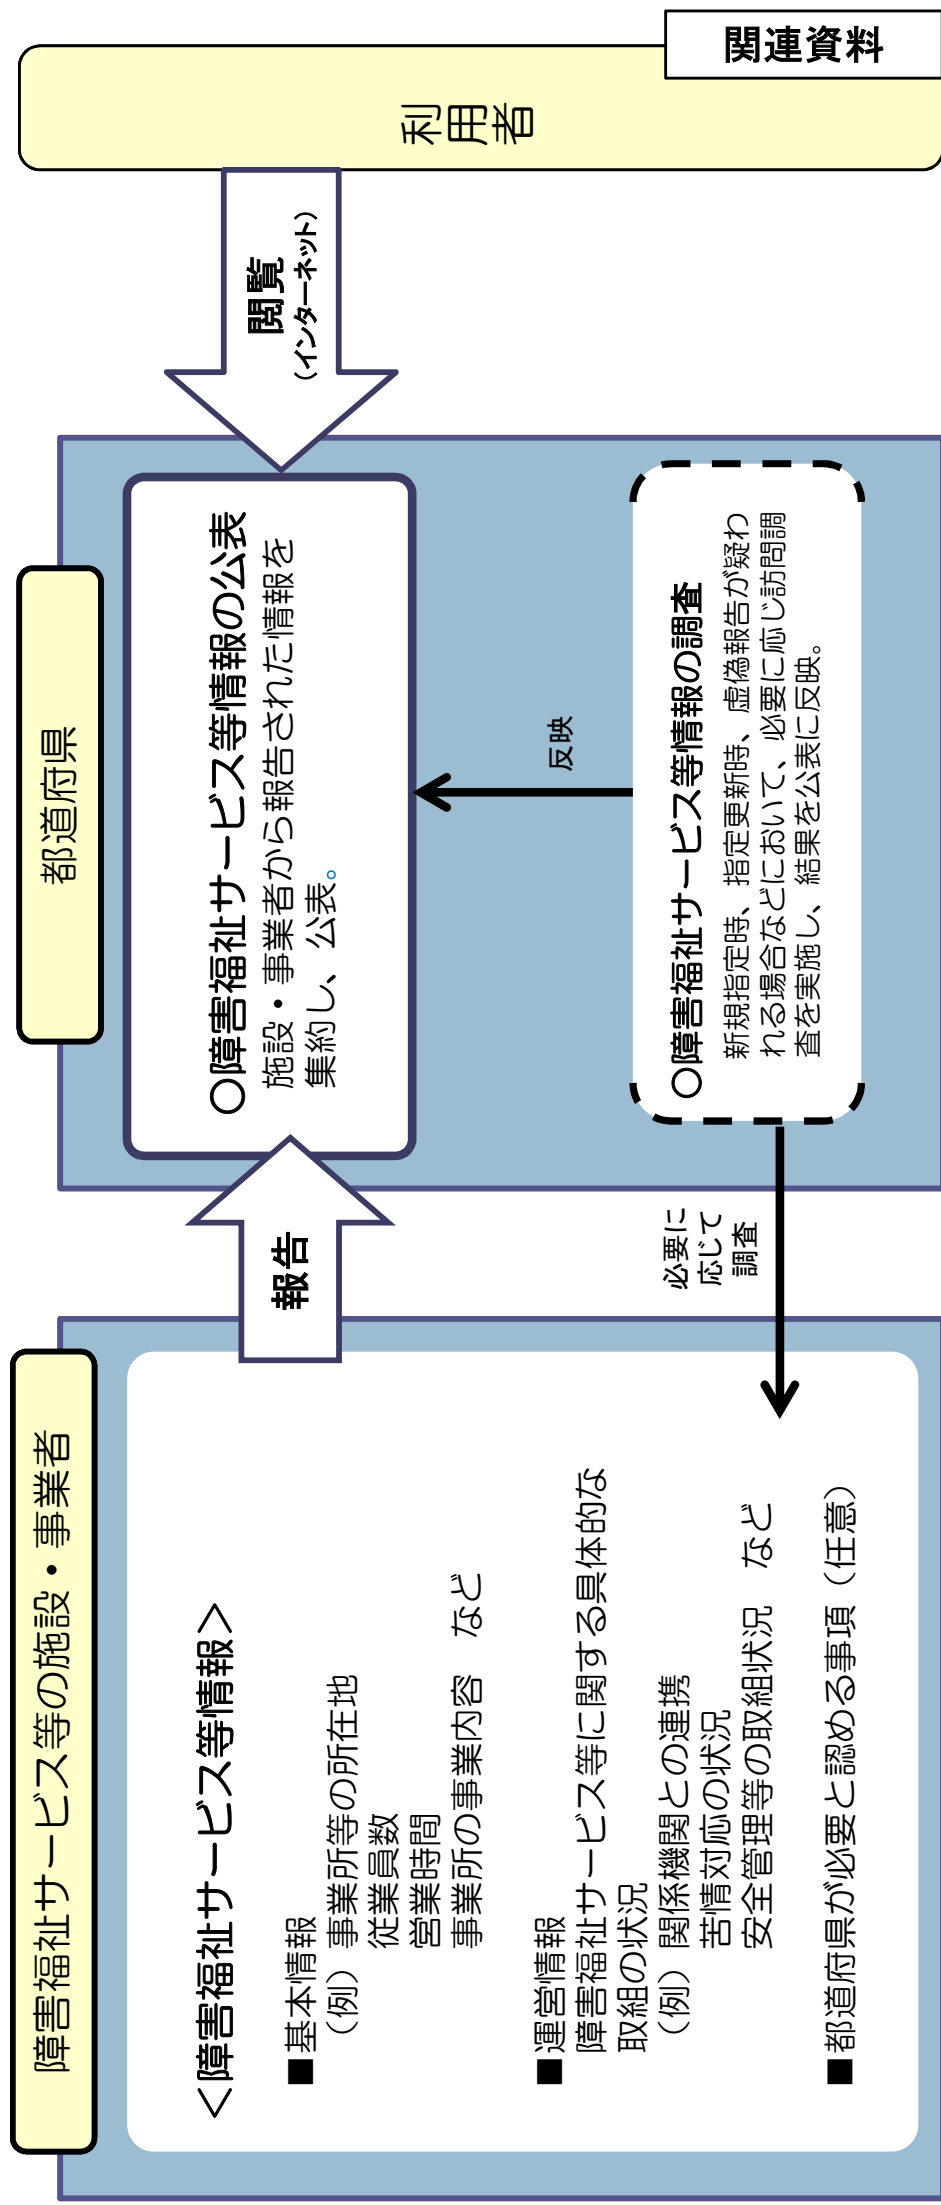 関連資料
障害福祉サービス等の施設・事業者
＜障害福祉サービス等情報＞
■基本情報
（例）事業所等の所在地
従業員数
営業時間
事業所の事業内容　など
■運営情報
障害福祉サービス等に関する具体的な
取組の状況
（例）関係機関との連携
苦情対応の状況
安全管理等の取組状況　など
■都道府県が必要と認める事項（任意）
報告
必要に
応じて
調査
都道府県
○障害福祉サービス等情報の公表
施設・事業者から報告された情報を
集約し、公表。
反映
○障害福祉サービス等情報の調査
新規指定時、指定更新時、虚偽報告が疑わ
れる場合などにおいて、必要に応じ訪問調
査を実施し、結果を公表に反映。
閲覧
（インターネット）
利用者